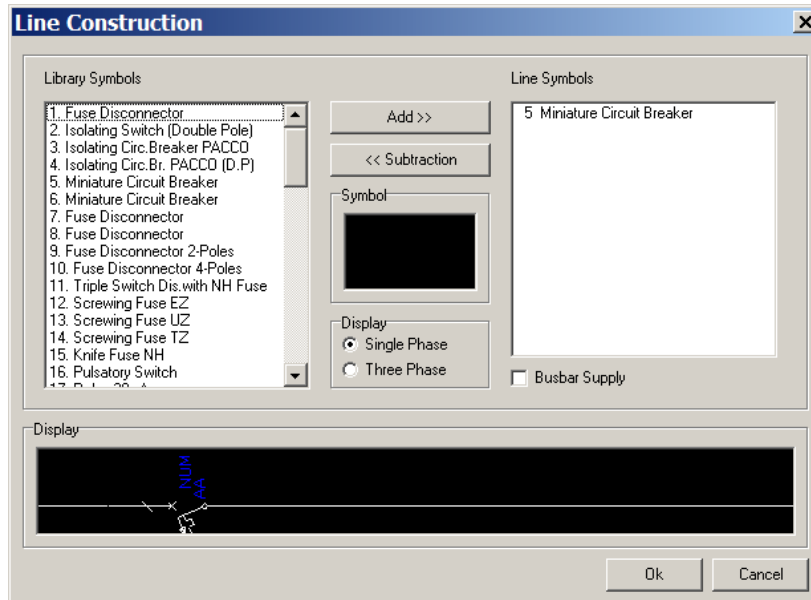 Line Construction
Library Symbols
1. Fuse Disconnector
2. Isolating Switch (Double Pole)
3. Isolating Circ.Breaker PACCO
4. Isolating Circ.Br. PACCO (D.P)
5. Miniature Circuit Breaker
6. Miniature Circuit Breaker
7. Fuse Disconnector
8. Fuse Disconnector
9. Fuse Disconnector 2-Poles
10. Fuse Disconnector 4-Poles
11. Triple Switch Dis.with NH Fuse
12. Screwing Fuse EZ
13. Screwing Fuse UZ
14. Screwing Fuse TZ
15. Knife Fuse NH
16. Pulsatory Switch
Add >>
<< Subtraction
Symbol
Display
Single Phase
Three Phase
Line Symbols
5 Miniature Circuit Breaker
Busbar Supply
Display
NUM
AA
Ok
Cancel